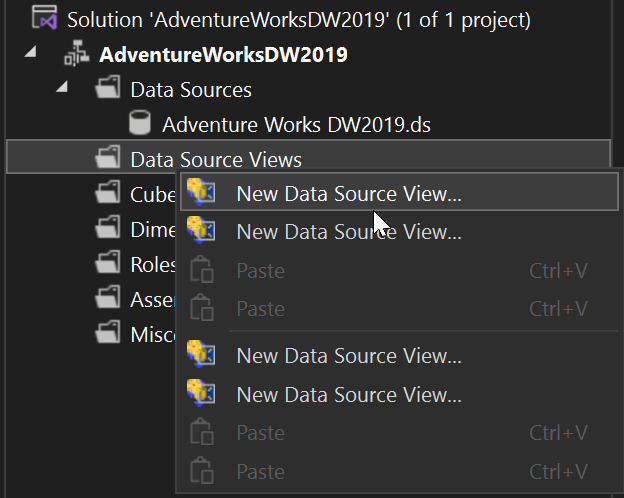 Solution 'AdventureWorksDW2019' (1 of 1 project)
AdventureWorksDW2019
Data Sources
Adventure Works DW2019.ds
Data Source Views
Cube
New Data Source View...
Dime
New Data Source View...
Roles
Paste Ctrl+V
Asse
Paste Ctrl+V
Misc
New Data Source View...
New Data Source View...
Paste Ctrl+V
Paste Ctrl+V